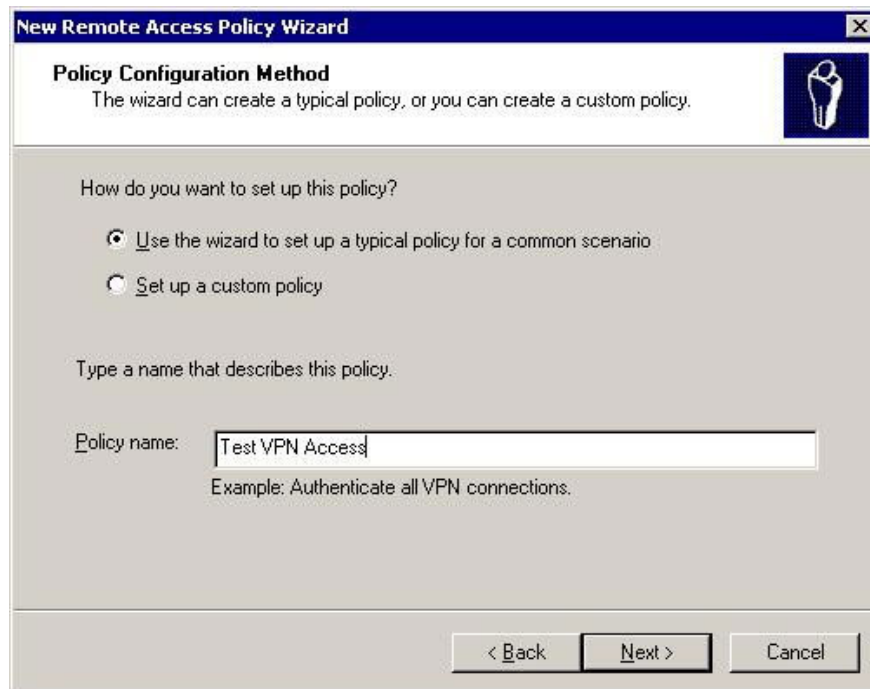 New Remote Access Policy Wizard
Policy Configuration Method
The wizard can create a typical policy, or you can create a custom policy.
How do you want to set up this policy?
Use the wizard to set up a typical policy for a common scenario
Set up a custom policy
Type a name that describes this policy.
Policy name:
Test VPN Access
Example: Authenticate all VPN connections.
< Back
Next >
Cancel